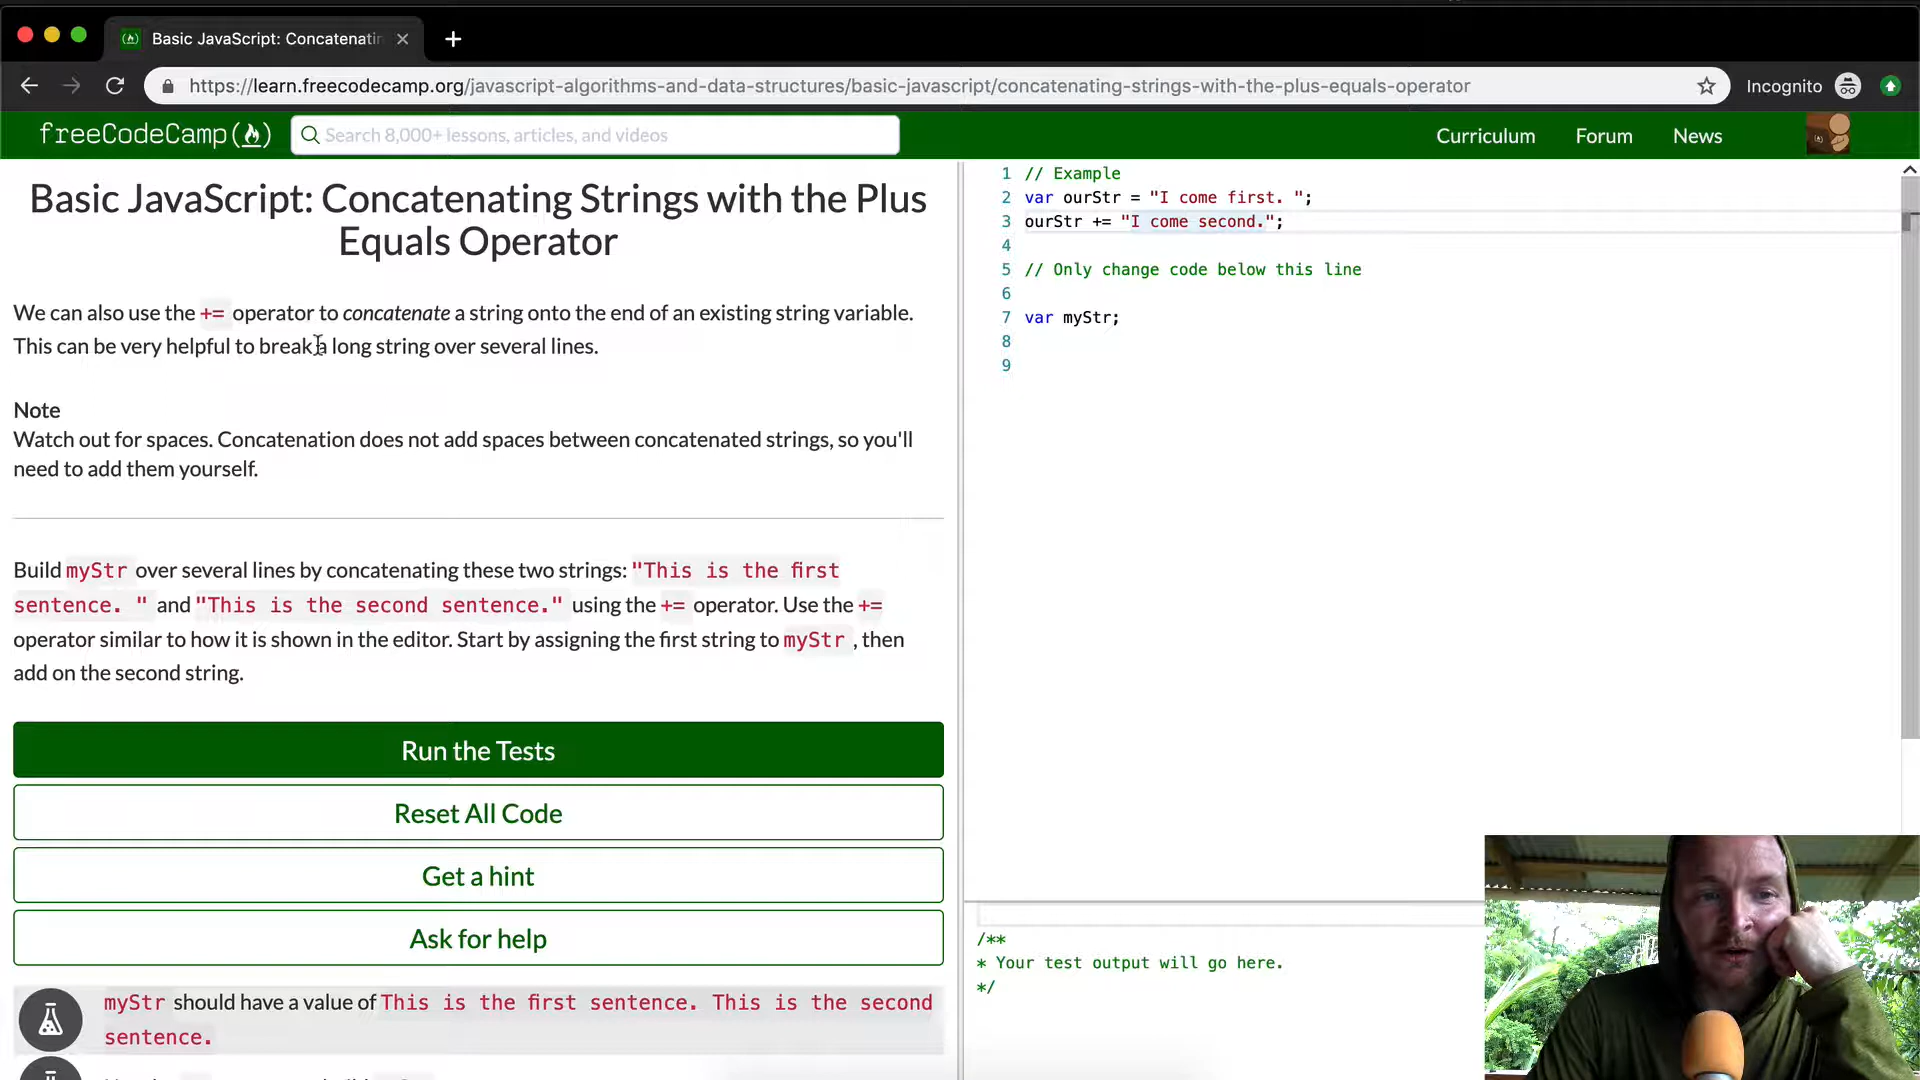 Basic JavaScript: Concatenatin
https://learn.freecodecamp.org/javascript-algorithms-and-data-structures/basic-javascript/concatenating-strings-with-the-plus-equals-operator
Incognito
freeCodeCamp
Search 8,000+ lessons, articles, and videos
Curriculum
Forum
News
Basic JavaScript: Concatenating Strings with the Plus
Equals Operator
We can also use the += operator to concatenate a string onto the end of an existing string variable.
This can be very helpful to break a long string over several lines.
Note
Watch out for spaces. Concatenation does not add spaces between concatenated strings, so you'll
need to add them yourself.
Build myStr over several lines by concatenating these two strings: "This is the first
sentence. " and "This is the second sentence." using the += operator. Use the +=
operator similar to how it is shown in the editor. Start by assigning the first string to myStr , then
add on the second string.
Run the Tests
Reset All Code
Get a hint
Ask for help
myStr should have a value of This is the first sentence. This is the second
sentence.
1 // Example
2 var ourStr = "I come first. ";
3 ourStr += "I come second.";
4
5 // Only change code below this line
6
7 var myStr;
8
9
/**
* Your test output will go here.
*/